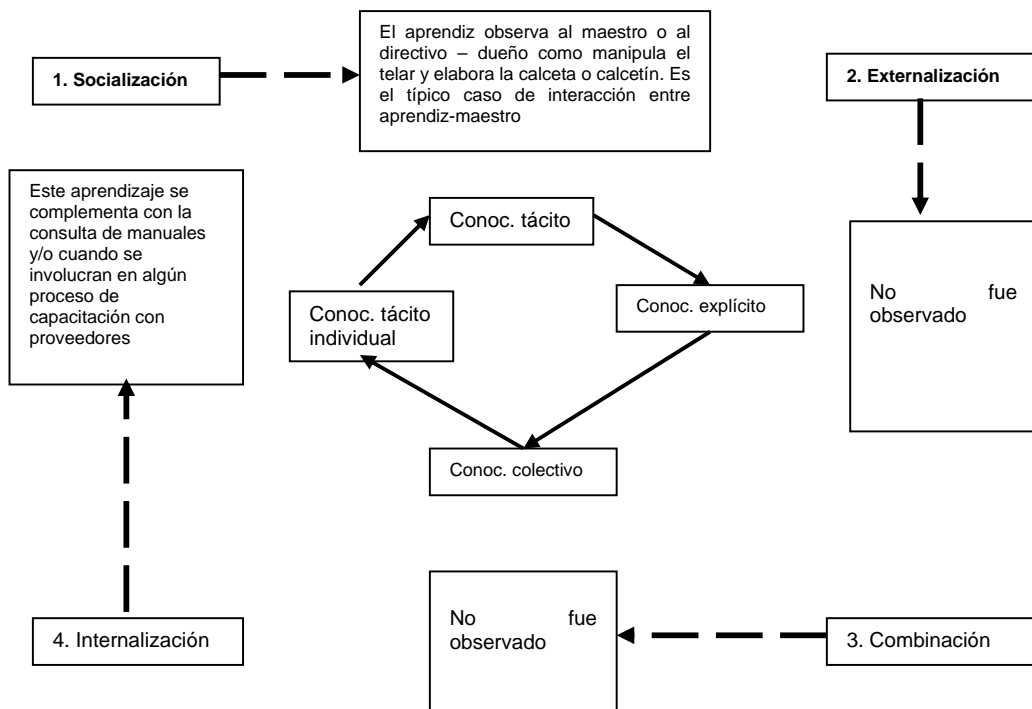 1. Socialización
El aprendiz observa al maestro o al
directivo – dueño como manipula el
telar y elabora la calceta o calcetín. Es
el típico caso de interacción entre
aprendiz-maestro
2. Externalización
Este aprendizaje se
complementa con la
consulta de manuales
y/o cuando se
involucran en algún
proceso de
capacitación con
proveedores
Conoc. tácito
No fue
observado
Conoc. tácito
individual
Conoc. explícito
Conoc. colectivo
4. Internalización
No fue
observado
3. Combinación